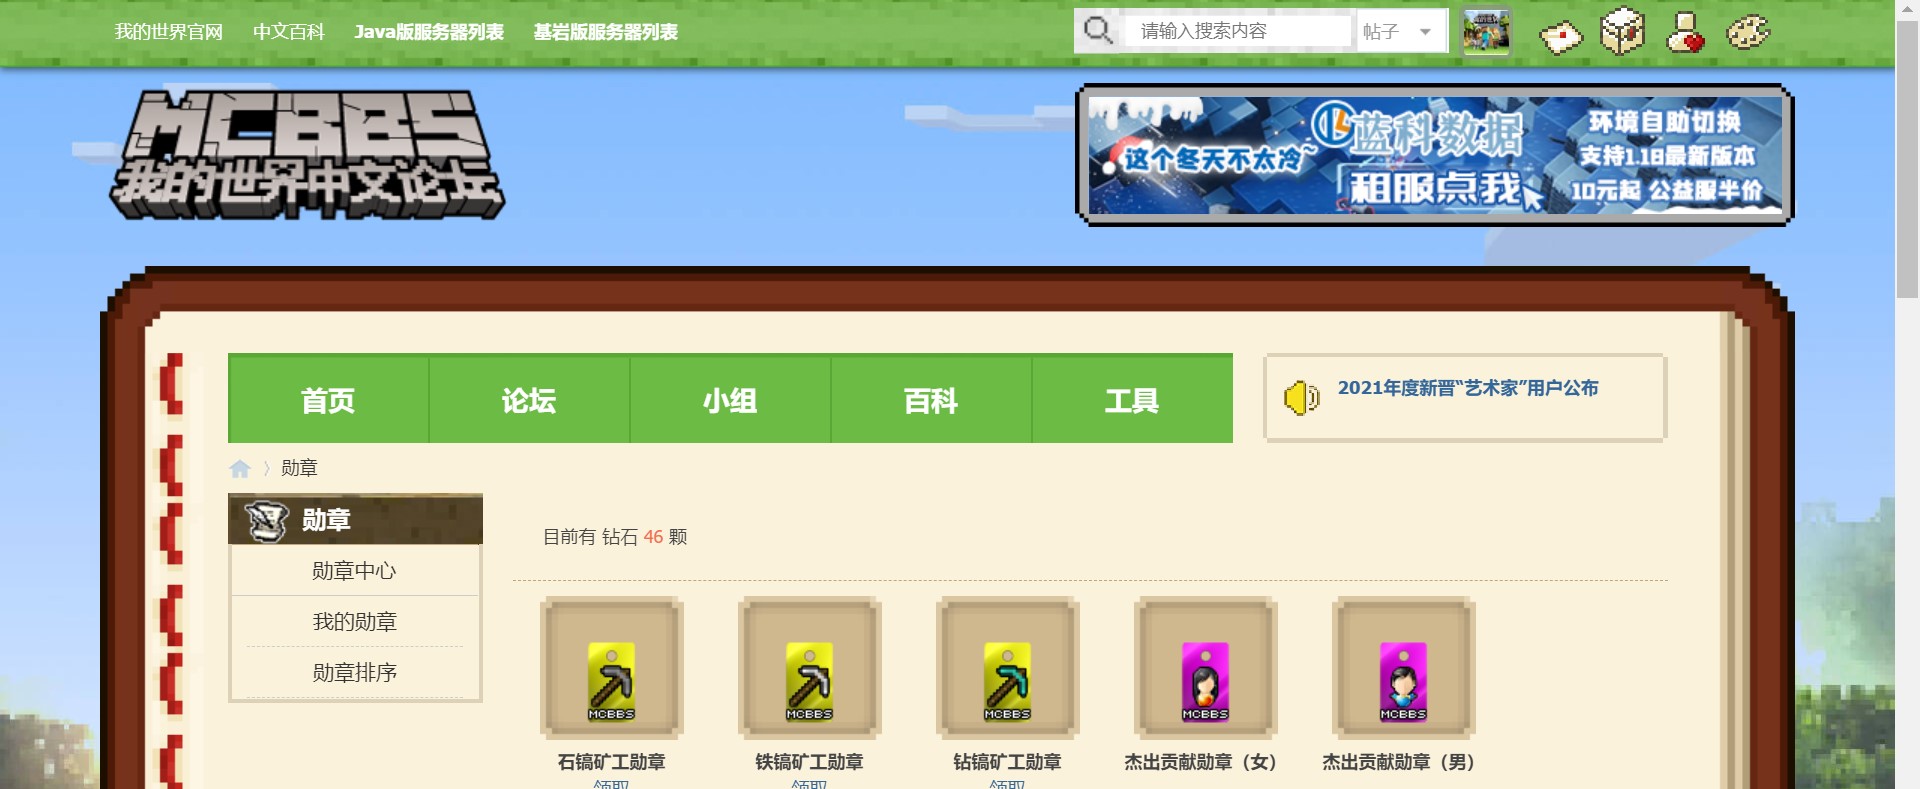 我的世界官网 中文百科 Java版服务器列表 基岩版服务器列表 请输入搜索内容 帖子
MCBBS
我的世界中文论坛
这个冬天不太冷~
蓝科数据
租服点我
环境自助切换
支持1.18最新版本
10元起 公益服半价
首页 论坛 小组 百科 工具
2021年度新晋“艺术家”用户公布
勋章
勋章
勋章中心
我的勋章
勋章排序
目前有 钻石 46 颗
MCBBS MCBBS MCBBS MCBBS MCBBS
石镐矿工勋章 铁镐矿工勋章 钻镐矿工勋章 杰出贡献勋章（女） 杰出贡献勋章（男）
领取 领取 领取